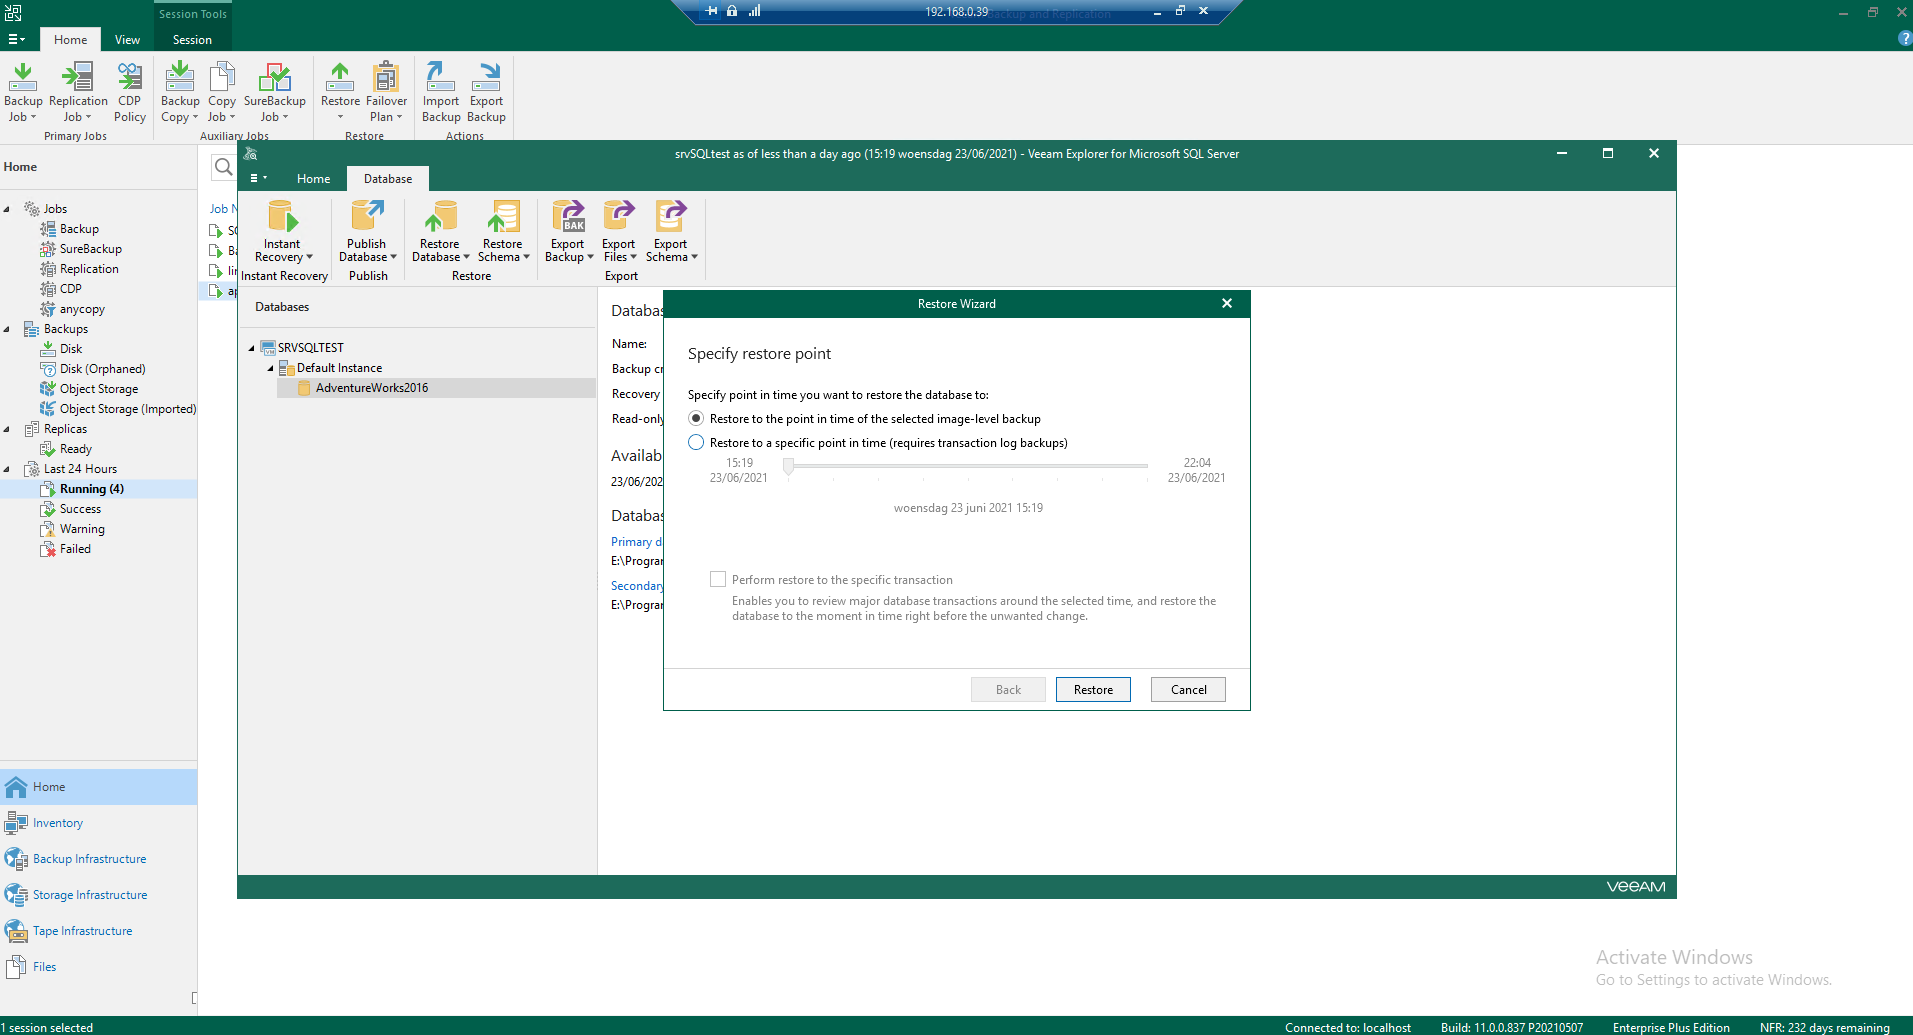 Session Tools
192.168.0.39
Backup and Replication
Home
View
Session
Backup Job
Replication Job
CDP Policy
Backup Copy
Copy Job
SureBackup Job
Restore
Failover Plan
Import Backup
Export Backup
Primary Jobs
Auxiliary Jobs
Restore
Actions
Home
Jobs
Backup
SureBackup
Replication
CDP
anycopy
Backups
Disk
Disk (Orphaned)
Object Storage
Object Storage (Imported)
Replicas
Ready
Last 24 Hours
Running (4)
Success
Warning
Failed
Home
Inventory
Backup Infrastructure
Storage Infrastructure
Tape Infrastructure
Files
Job N
srvSQLtest as of less than a day ago (15:19 woensdag 23/06/2021) - Veeam Explorer for Microsoft SQL Server
Home
Database
Instant Recovery
Publish Database
Restore Database
Restore Schema
Export Backup
BAK
Export Files
Export Schema
Instant Recovery
Publish
Restore
Export
Databases
SRVSQLTEST
VM
Default Instance
AdventureWorks2016
Name:
Recovery
23/06/202
E:\Program
Secondary
E:\Program
Restore Wizard
Specify restore point
Specify point in time you want to restore the database to:
Restore to the point in time of the selected image-level backup
Restore to a specific point in time (requires transaction log backups)
15:19
23/06/2021
22:04
23/06/2021
woensdag 23 juni 2021 15:19
Perform restore to the specific transaction
Enables you to review major database transactions around the selected time, and restore the
database to the moment in time right before the unwanted change.
Back
Restore
Cancel
VEEAM
Activate Windows
Go to Settings to activate Windows.
1 session selected
Connected to: localhost
Build: 11.0.0.837 P20210507
Enterprise Plus Edition
NFR: 232 days remaining